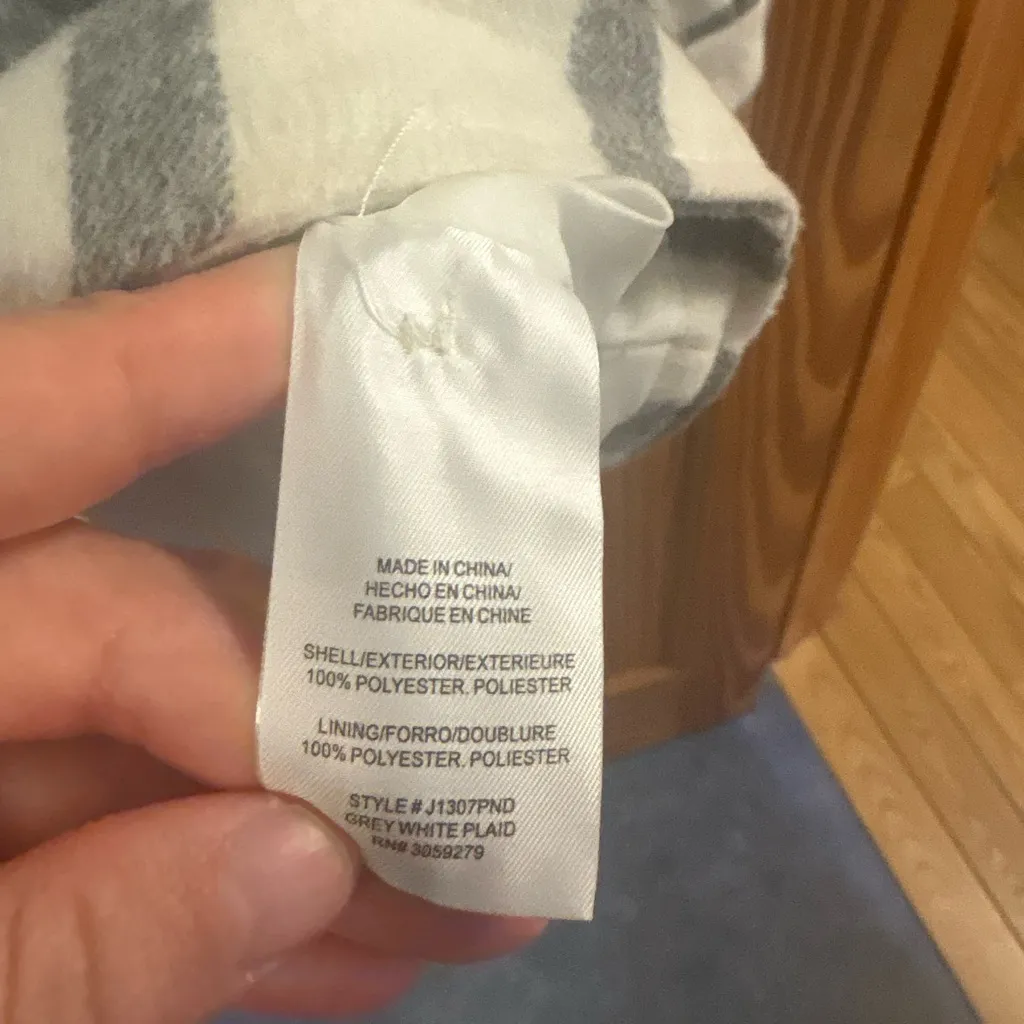 MADE IN CHINA/
HECHO EN CHINA/
FABRIQUE EN CHINE
SHELL/EXTERIOR/EXTERIEURE
100% POLYESTER. POLIESTER
LINING/FORRO/DOUBLURE
100% POLYESTER. POLIESTER
STYLE # J1307PND
GREY WHITE PLAID
RN# 3059279